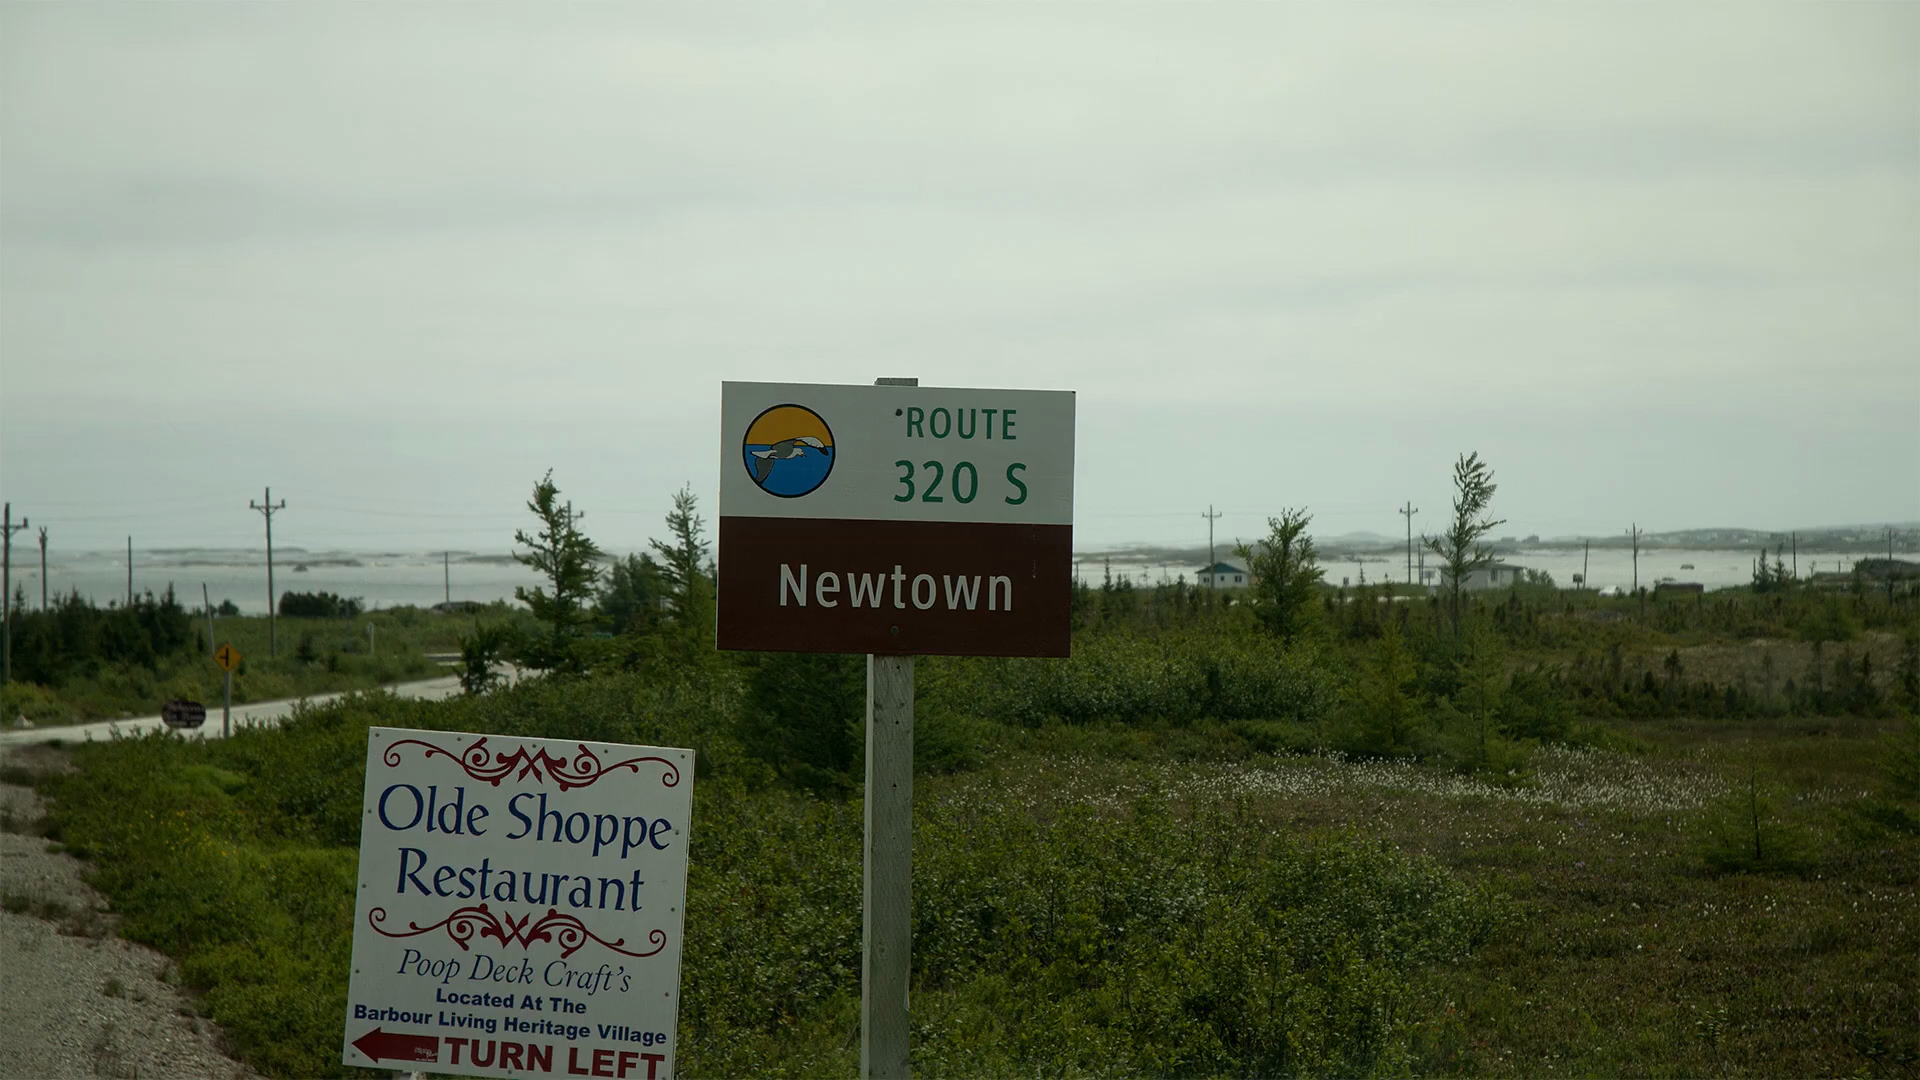 ROUTE
320 S
Newtown
Olde Shoppe
Restaurant
Poop Deck Craft's
Located At The
Barbour Living Heritage Village
TURN LEFT